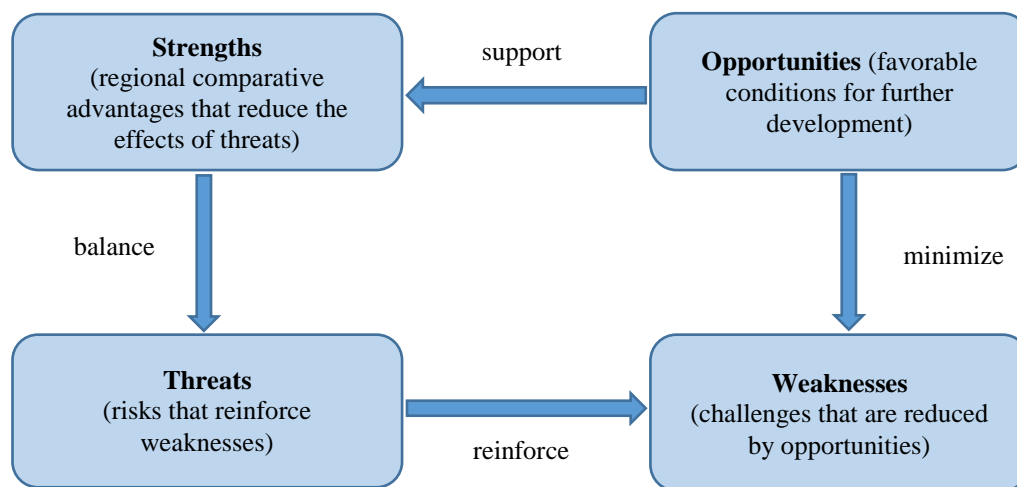 Strengths
(regional comparative
advantages that reduce the
effects of threats)
support
Opportunities (favorable
conditions for further
development)
balance
minimize
Threats
(risks that reinforce
weaknesses)
reinforce
Weaknesses
(challenges that are reduced
by opportunities)